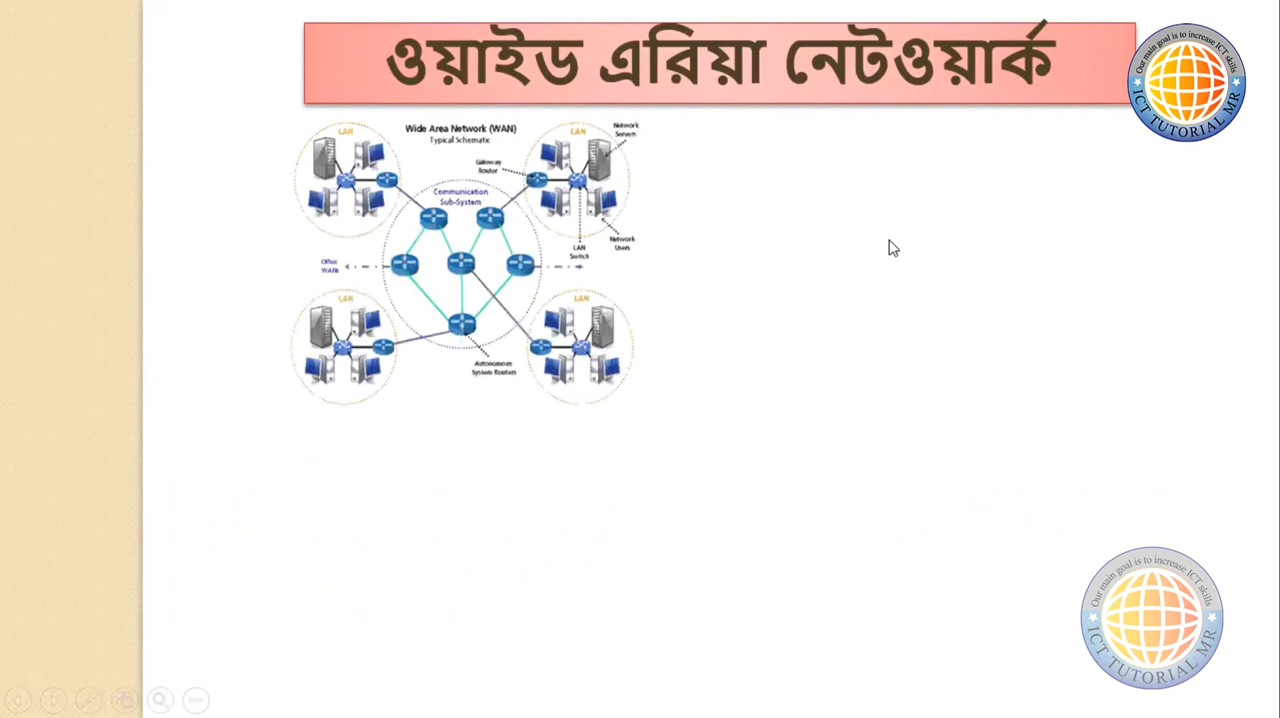 ওয়াইড এরিয়া নেটওয়ার্ক
Our main goal is to increase ICT skills
ICT TUTORIAL MR
Wide Area Network (WAN)
Typical Schematic
LAN
LAN
Network
Servers
Gateway
Router
Communication
Sub-System
Network
Users
LAN
Switch
Other
WANs
LAN
LAN
Autonomous
System Routers
Our main goal is to increase ICT skills
ICT TUTORIAL MR